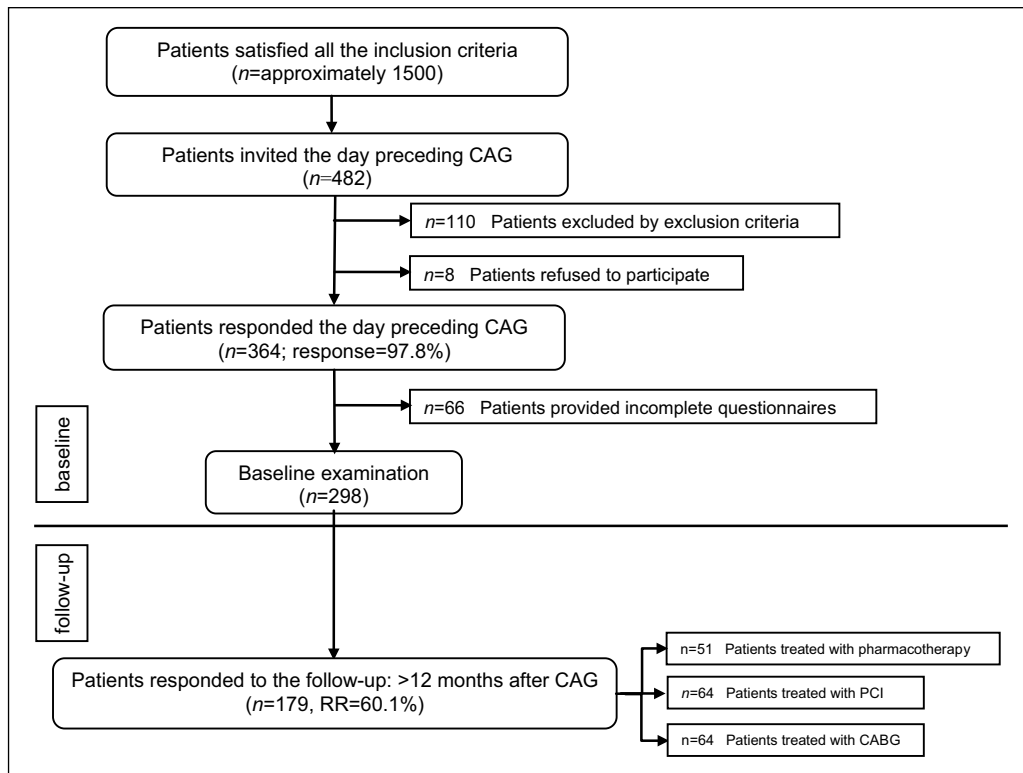 Patients satisfied all the inclusion criteria
(n=approximately 1500)
Patients invited the day preceding CAG
(n=482)
n=110 Patients excluded by exclusion criteria
n=8 Patients refused to participate
Patients responded the day preceding CAG
(n=364; response=97.8%)
n=66 Patients provided incomplete questionnaires
baseline
Baseline examination
(n=298)
follow-up
Patients responded to the follow-up: >12 months after CAG
(n=179, RR=60.1%)
n=51 Patients treated with pharmacotherapy
n=64 Patients treated with PCI
n=64 Patients treated with CABG